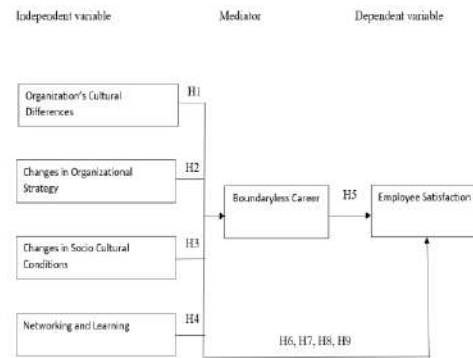 Independent variable Mediator Dependent variable
H1
Organization's Cultural
Differences
H2
Changes in Organizational
Strategy
Boundaryless Career H5 Employee Satisfaction
H3
Changes in Socio Cultural
Conditions
H4
Networking and Learning
H6, H7, H8, H9